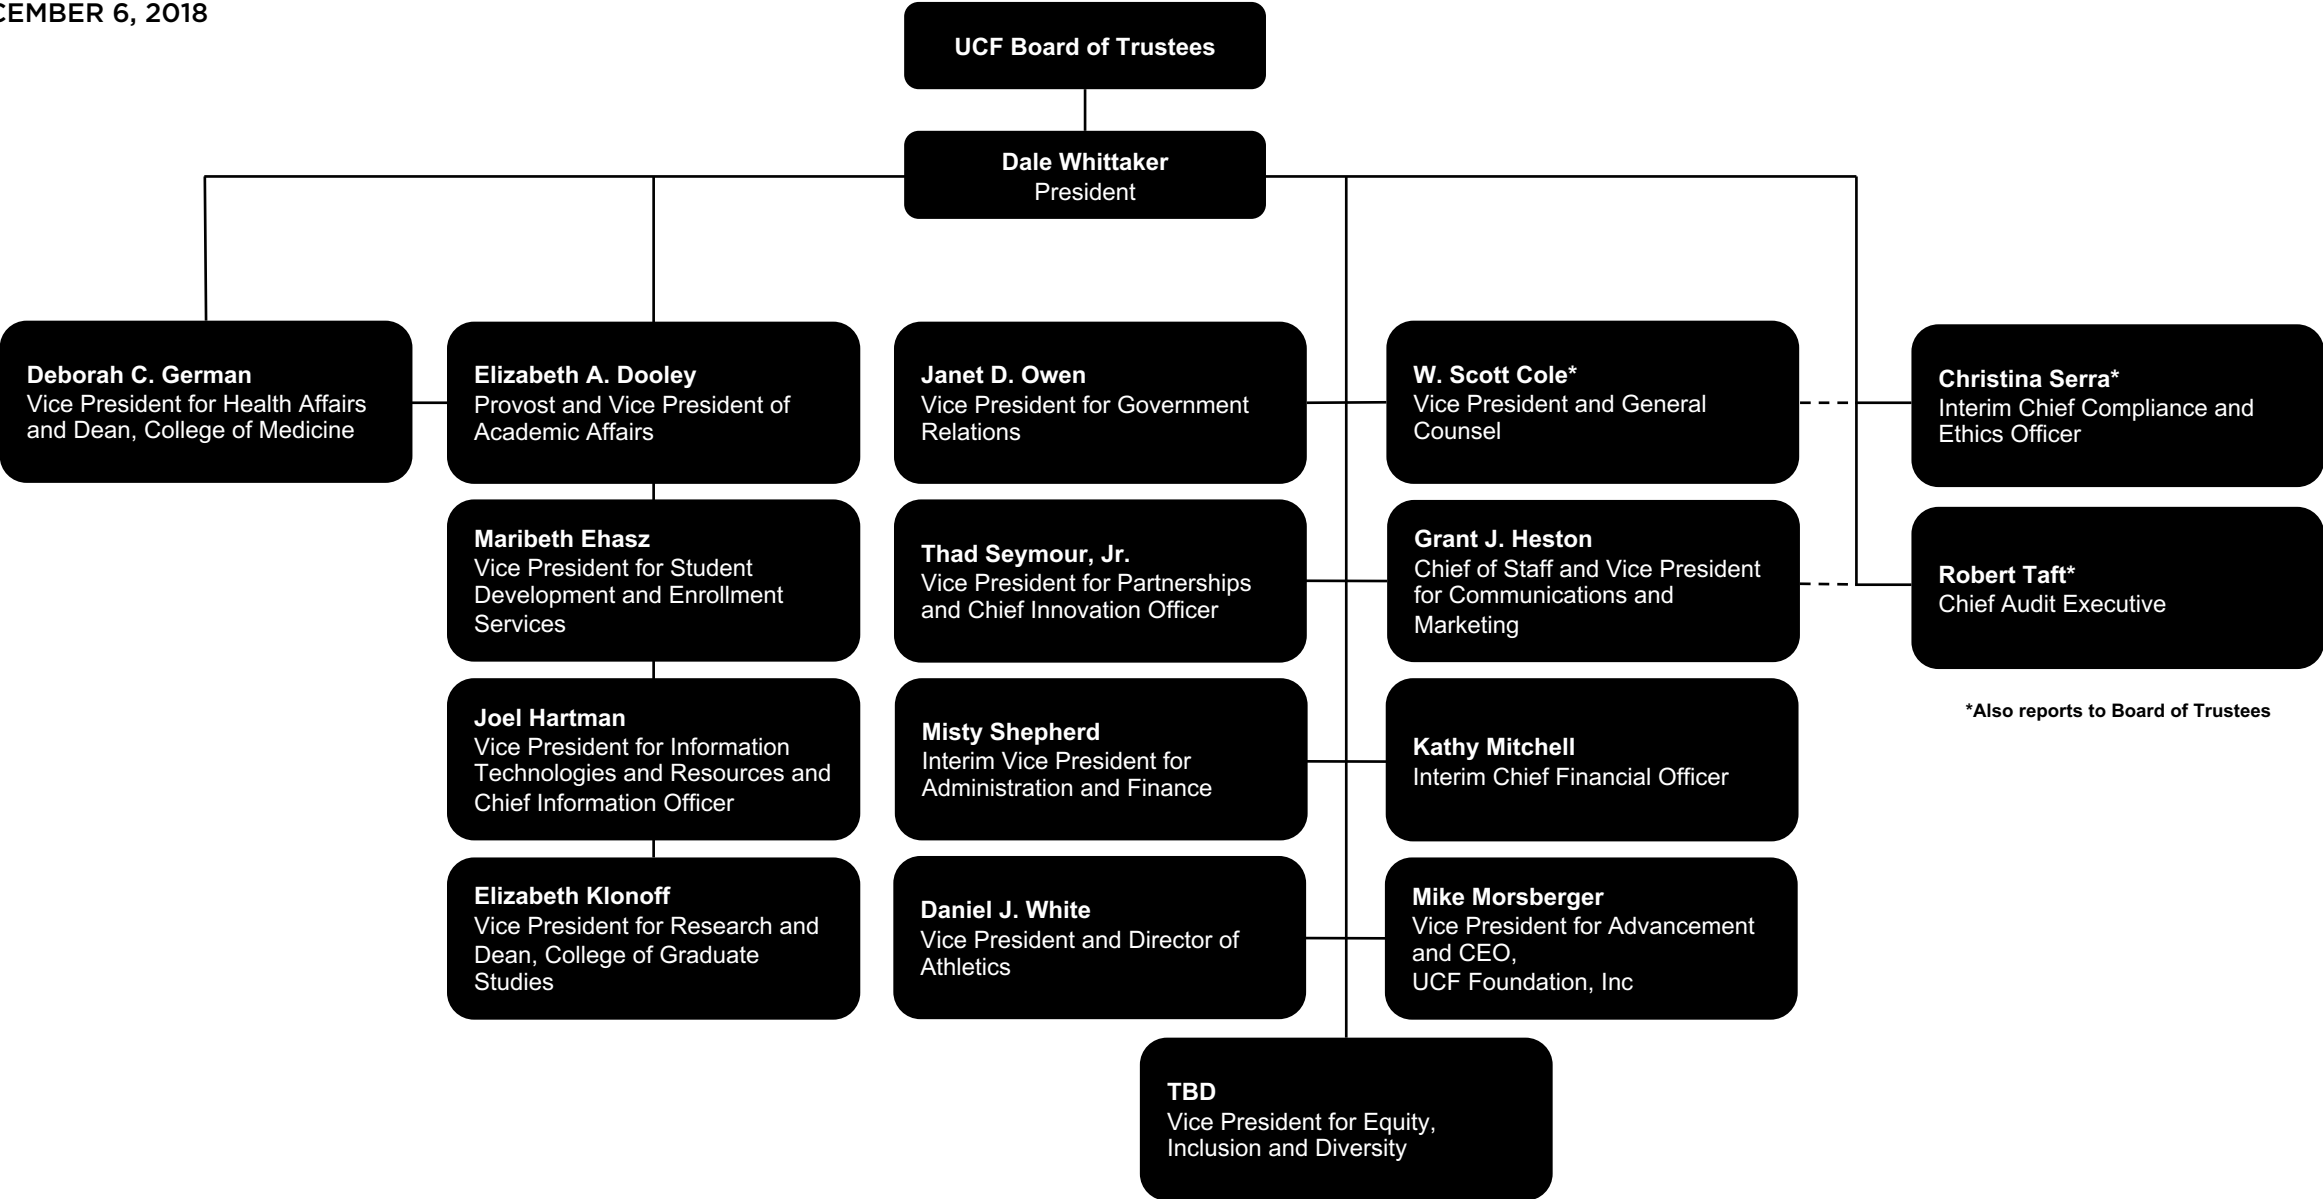 CEMBER 6, 2018
UCF Board of Trustees
Dale Whittaker
President
Deborah C. German
Vice President for Health Affairs
and Dean, College of Medicine
Elizabeth A. Dooley
Provost and Vice President of
Academic Affairs
Janet D. Owen
Vice President for Government
Relations
W. Scott Cole*
Vice President and General
Counsel
Christina Serra*
Interim Chief Compliance and
Ethics Officer
Maribeth Ehasz
Vice President for Student
Development and Enrollment
Services
Thad Seymour, Jr.
Vice President for Partnerships
and Chief Innovation Officer
Grant J. Heston
Chief of Staff and Vice President
for Communications and
Marketing
Robert Taft*
Chief Audit Executive
*Also reports to Board of Trustees
Joel Hartman
Vice President for Information
Technologies and Resources and
Chief Information Officer
Misty Shepherd
Interim Vice President for
Administration and Finance
Kathy Mitchell
Interim Chief Financial Officer
Elizabeth Klonoff
Vice President for Research and
Dean, College of Graduate
Studies
Daniel J. White
Vice President and Director of
Athletics
Mike Morsberger
Vice President for Advancement
and CEO,
UCF Foundation, Inc
TBD
Vice President for Equity,
Inclusion and Diversity